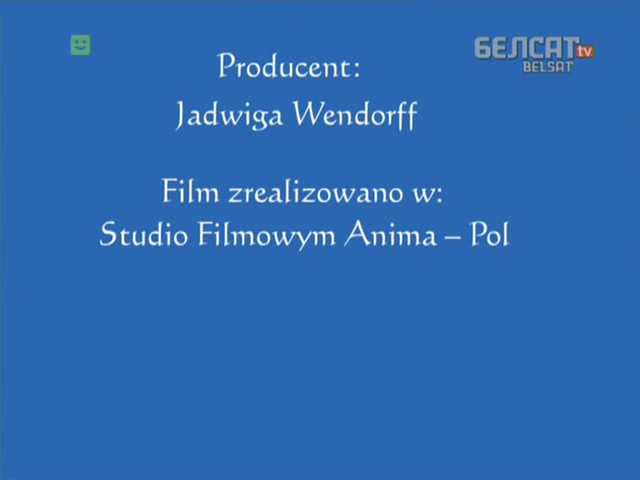 БЕЛСАТ tv
BELSAT
Producent:
Jadwiga Wendorff
Film zrealizowano w:
Studio Filmowym Anima – Pol